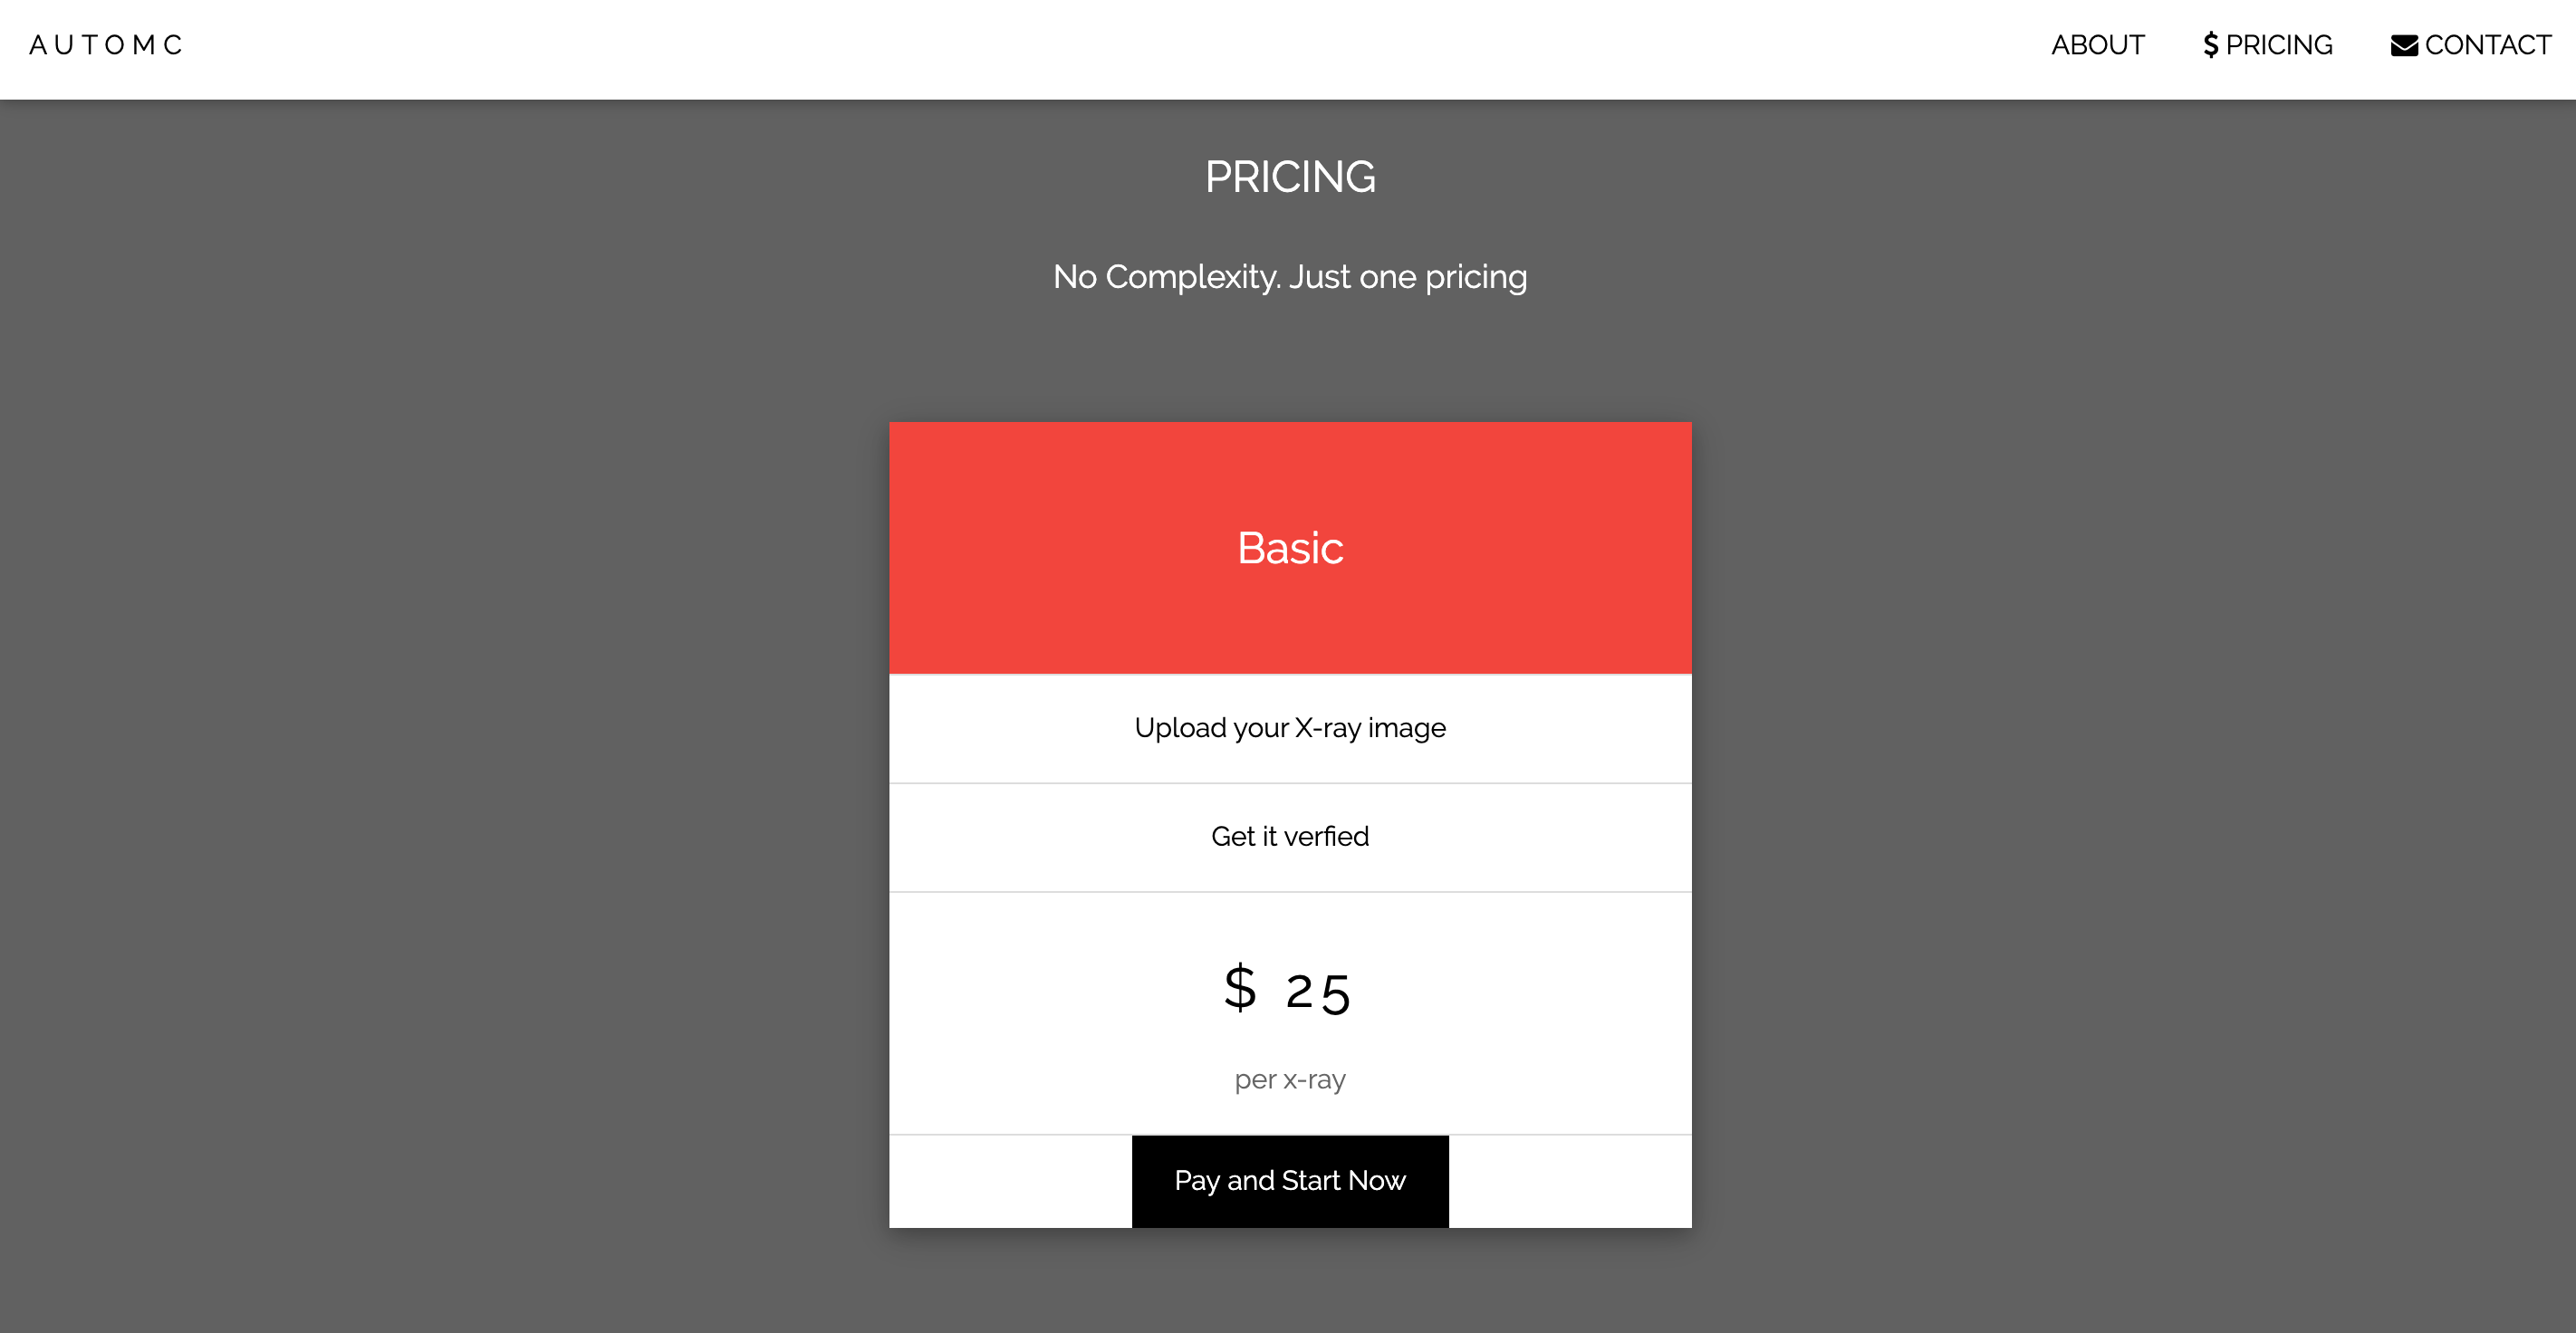 AUTOMC
ABOUT
$ PRICING
CONTACT
PRICING
No Complexity. Just one pricing
Basic
Upload your X-ray image
Get it verfied
$ 25
per x-ray
Pay and Start Now